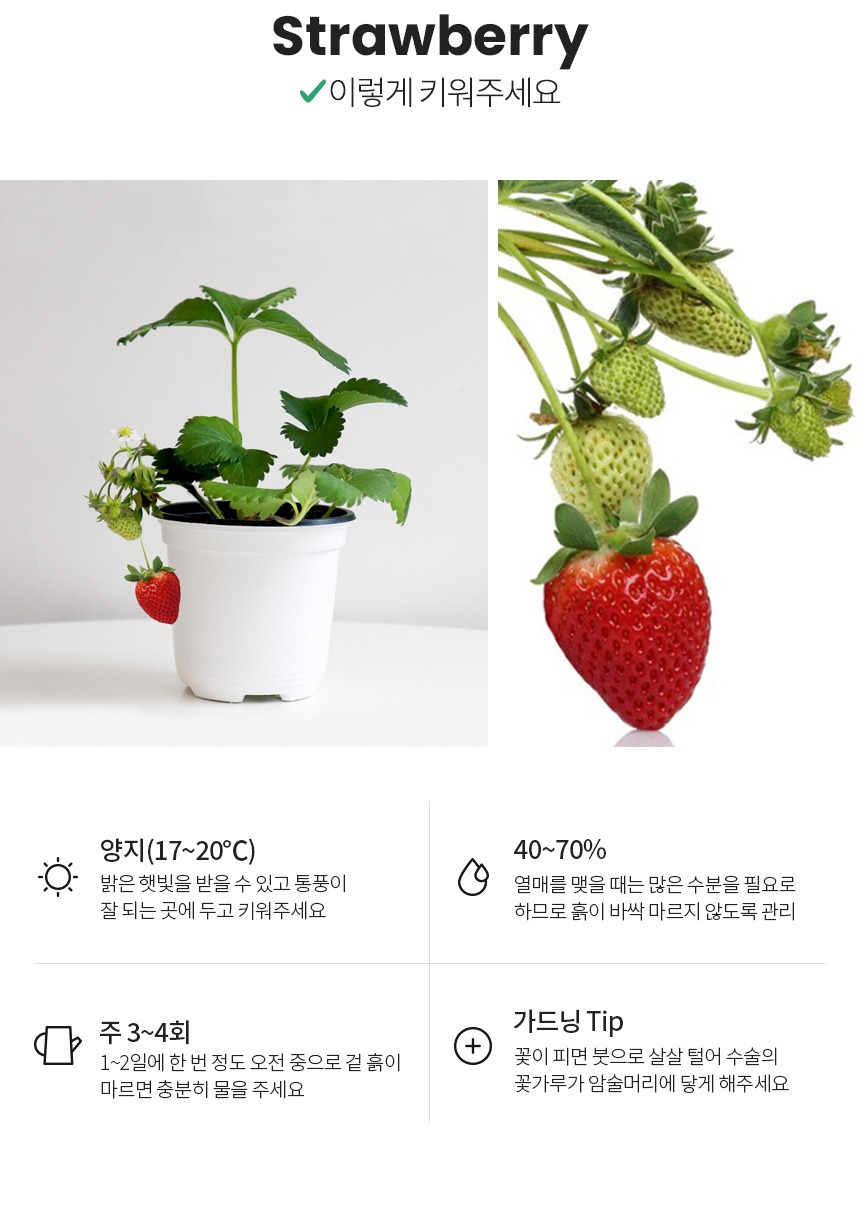 Strawberry
이렇게 키워주세요
양지(17~20℃)
밝은 햇빛을 받을 수 있고 통풍이
잘 되는 곳에 두고 키워주세요
40~70%
열매를 맺을 때는 많은 수분을 필요로
하므로 흙이 바싹 마르지 않도록 관리
주 3~4회
1~2일에 한 번 정도 오전 중으로 겉 흙이
마르면 충분히 물을 주세요
가드닝 Tip
꽃이 피면 붓으로 살살 털어 수술의
꽃가루가 암술머리에 닿게 해주세요